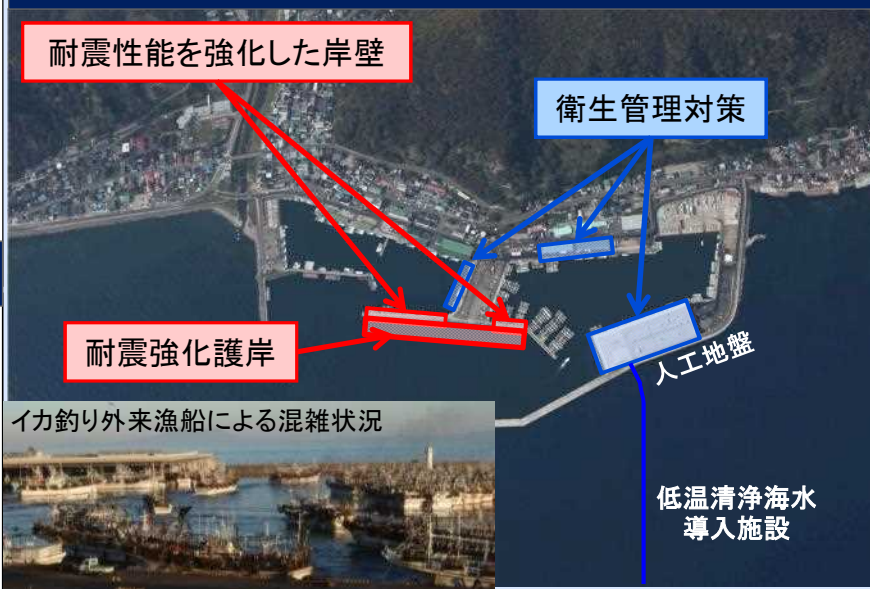 耐震性能を強化した岸壁
衛生管理対策
耐震強化護岸
人工地盤
イカ釣り外来漁船による混雑状況
低温清浄海水
導入施設